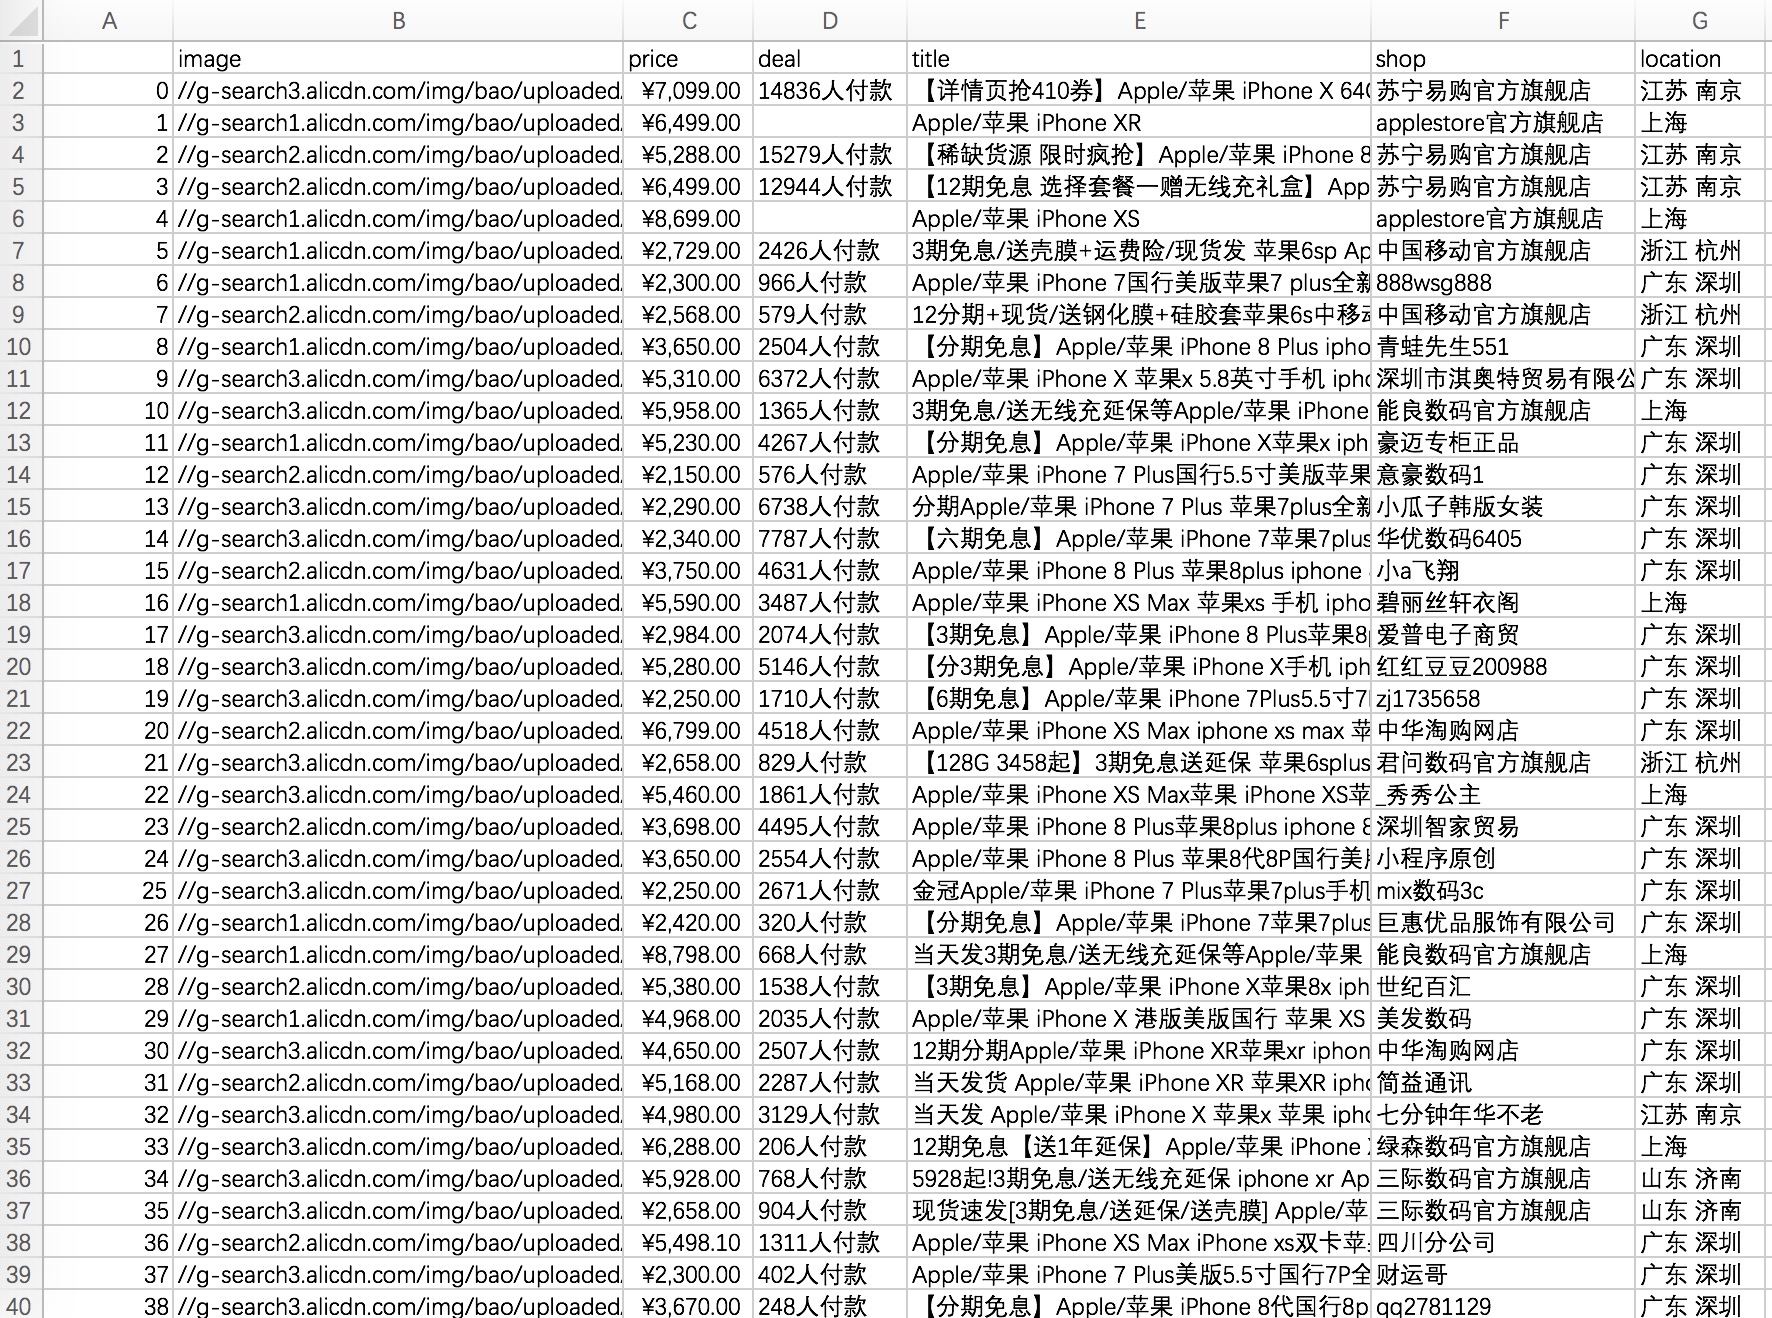 A B C D E F G
1 image price deal title shop location
2 0 //g-search3.alicdn.com/img/bao/uploaded. ¥7,099.00 14836人付款 【详情页抢410券】Apple/苹果 iPhone X 64 苏宁易购官方旗舰店 江苏 南京
3 1 //g-search1.alicdn.com/img/bao/uploaded. ¥6,499.00 Apple/苹果 iPhone XR applestore官方旗舰店 上海
4 2 //g-search2.alicdn.com/img/bao/uploaded. ¥5,288.00 15279人付款 【稀缺货源 限时疯抢】Apple/苹果 iPhone 8 苏宁易购官方旗舰店 江苏 南京
5 3 //g-search2.alicdn.com/img/bao/uploaded. ¥6,499.00 12944人付款 【12期免息 选择套餐一赠无线充礼盒】App 苏宁易购官方旗舰店 江苏 南京
6 4 //g-search1.alicdn.com/img/bao/uploaded. ¥8,699.00 Apple/苹果 iPhone XS applestore官方旗舰店 上海
7 5 //g-search1.alicdn.com/img/bao/uploaded. ¥2,729.00 2426人付款 3期免息/送壳膜+运费险/现货发 苹果6sp Ap 中国移动官方旗舰店 浙江 杭州
8 6 //g-search1.alicdn.com/img/bao/uploaded. ¥2,300.00 966人付款 Apple/苹果 iPhone 7国行美版苹果7 plus全新 888wsg888 广东 深圳
9 7 //g-search2.alicdn.com/img/bao/uploaded. ¥2,568.00 579人付款 12分期+现货/送钢化膜+硅胶套苹果6s中移动 中国移动官方旗舰店 浙江 杭州
10 8 //g-search1.alicdn.com/img/bao/uploaded. ¥3,650.00 2504人付款 【分期免息】Apple/苹果 iPhone 8 Plus ipho 青蛙先生551 广东 深圳
11 9 //g-search3.alicdn.com/img/bao/uploaded. ¥5,310.00 6372人付款 Apple/苹果 iPhone X 苹果x 5.8英寸手机 ipho 深圳市淇奥特贸易有限公 广东 深圳
12 10 //g-search3.alicdn.com/img/bao/uploaded. ¥5,958.00 1365人付款 3期免息/送无线充延保等Apple/苹果 iPhone 能良数码官方旗舰店 上海
13 11 //g-search1.alicdn.com/img/bao/uploaded. ¥5,230.00 4267人付款 【分期免息】Apple/苹果 iPhone X苹果x iph 豪迈专柜正品 广东 深圳
14 12 //g-search2.alicdn.com/img/bao/uploaded. ¥2,150.00 576人付款 Apple/苹果 iPhone 7 Plus国行5.5寸美版苹果 意豪数码1 广东 深圳
15 13 //g-search3.alicdn.com/img/bao/uploaded. ¥2,290.00 6738人付款 分期Apple/苹果 iPhone 7 Plus 苹果7plus全新 小瓜子韩版女装 广东 深圳
16 14 //g-search3.alicdn.com/img/bao/uploaded. ¥2,340.00 7787人付款 【六期免息】Apple/苹果 iPhone 7苹果7plus 华优数码6405 广东 深圳
17 15 //g-search2.alicdn.com/img/bao/uploaded. ¥3,750.00 4631人付款 Apple/苹果 iPhone 8 Plus 苹果8plus iphone 小a飞翔 广东 深圳
18 16 //g-search1.alicdn.com/img/bao/uploaded. ¥5,590.00 3487人付款 Apple/苹果 iPhone XS Max 苹果xs 手机 ipho 碧丽丝轩衣阁 上海
19 17 //g-search3.alicdn.com/img/bao/uploaded. ¥2,984.00 2074人付款 【3期免息】Apple/苹果 iPhone 8 Plus苹果8p 爱普电子商贸 广东 深圳
20 18 //g-search3.alicdn.com/img/bao/uploaded. ¥5,280.00 5146人付款 【分3期免息】Apple/苹果 iPhone X手机 iph 红红豆豆200988 广东 深圳
21 19 //g-search3.alicdn.com/img/bao/uploaded. ¥2,250.00 1710人付款 【6期免息】Apple/苹果 iPhone 7Plus5.5寸7 zj1735658 广东 深圳
22 20 //g-search2.alicdn.com/img/bao/uploaded. ¥6,799.00 4518人付款 Apple/苹果 iPhone XS Max iphone xs max 苹 中华淘购网店 广东 深圳
23 21 //g-search3.alicdn.com/img/bao/uploaded. ¥2,658.00 829人付款 【128G 3458起】3期免息送延保 苹果6splus 君问数码官方旗舰店 浙江 杭州
24 22 //g-search3.alicdn.com/img/bao/uploaded. ¥5,460.00 1861人付款 Apple/苹果 iPhone XS Max苹果 iPhone XS苹 _秀秀公主 上海
25 23 //g-search2.alicdn.com/img/bao/uploaded. ¥3,698.00 4495人付款 Apple/苹果 iPhone 8 Plus苹果8plus iphone 8 深圳智家贸易 广东 深圳
26 24 //g-search3.alicdn.com/img/bao/uploaded. ¥3,650.00 2554人付款 Apple/苹果 iPhone 8 Plus 苹果8代8P国行美版 小程序原创 广东 深圳
27 25 //g-search3.alicdn.com/img/bao/uploaded. ¥2,250.00 2671人付款 金冠Apple/苹果 iPhone 7 Plus苹果7plus手机 mix数码3c 广东 深圳
28 26 //g-search1.alicdn.com/img/bao/uploaded. ¥2,420.00 320人付款 【分期免息】Apple/苹果 iPhone 7苹果7plus 巨惠优品服饰有限公司 广东 深圳
29 27 //g-search1.alicdn.com/img/bao/uploaded. ¥8,798.00 668人付款 当天发3期免息/送无线充延保等Apple/苹果 能良数码官方旗舰店 上海
30 28 //g-search2.alicdn.com/img/bao/uploaded. ¥5,380.00 1538人付款 【3期免息】Apple/苹果 iPhone X苹果8x iph 世纪百汇 广东 深圳
31 29 //g-search1.alicdn.com/img/bao/uploaded. ¥4,968.00 2035人付款 Apple/苹果 iPhone X 港版美版国行 苹果 XS 美发数码 广东 深圳
32 30 //g-search3.alicdn.com/img/bao/uploaded. ¥4,650.00 2507人付款 12期分期Apple/苹果 iPhone XR苹果xr iphon 中华淘购网店 广东 深圳
33 31 //g-search2.alicdn.com/img/bao/uploaded. ¥5,168.00 2287人付款 当天发货 Apple/苹果 iPhone XR 苹果XR ipho 简益通讯 广东 深圳
34 32 //g-search3.alicdn.com/img/bao/uploaded. ¥4,980.00 3129人付款 当天发 Apple/苹果 iPhone X 苹果x 苹果 ipho 七分钟年华不老 江苏 南京
35 33 //g-search3.alicdn.com/img/bao/uploaded. ¥6,288.00 206人付款 12期免息【送1年延保】Apple/苹果 iPhone 绿森数码官方旗舰店 上海
36 34 //g-search3.alicdn.com/img/bao/uploaded. ¥5,928.00 768人付款 5928起!3期免息/送无线充延保 iphone xr Ap 三际数码官方旗舰店 山东 济南
37 35 //g-search3.alicdn.com/img/bao/uploaded. ¥2,658.00 904人付款 现货速发[3期免息/送延保/送壳膜] Apple/苹 三际数码官方旗舰店 山东 济南
38 36 //g-search2.alicdn.com/img/bao/uploaded. ¥5,498.10 1311人付款 Apple/苹果 iPhone XS Max iPhone xs双卡苹 四川分公司 广东 深圳
39 37 //g-search3.alicdn.com/img/bao/uploaded. ¥2,300.00 402人付款 Apple/苹果 iPhone 7 Plus美版5.5寸国行7P全 财运哥 广东 深圳
40 38 //g-search3.alicdn.com/img/bao/uploaded. ¥3,670.00 248人付款 【分期免息】Apple/苹果 iPhone 8代国行8p qq2781129 广东 深圳